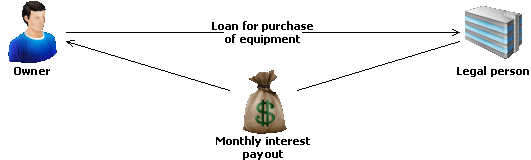 Loan for purchase
of equipment
Owner
Legal person
$
Monthly interest
payout